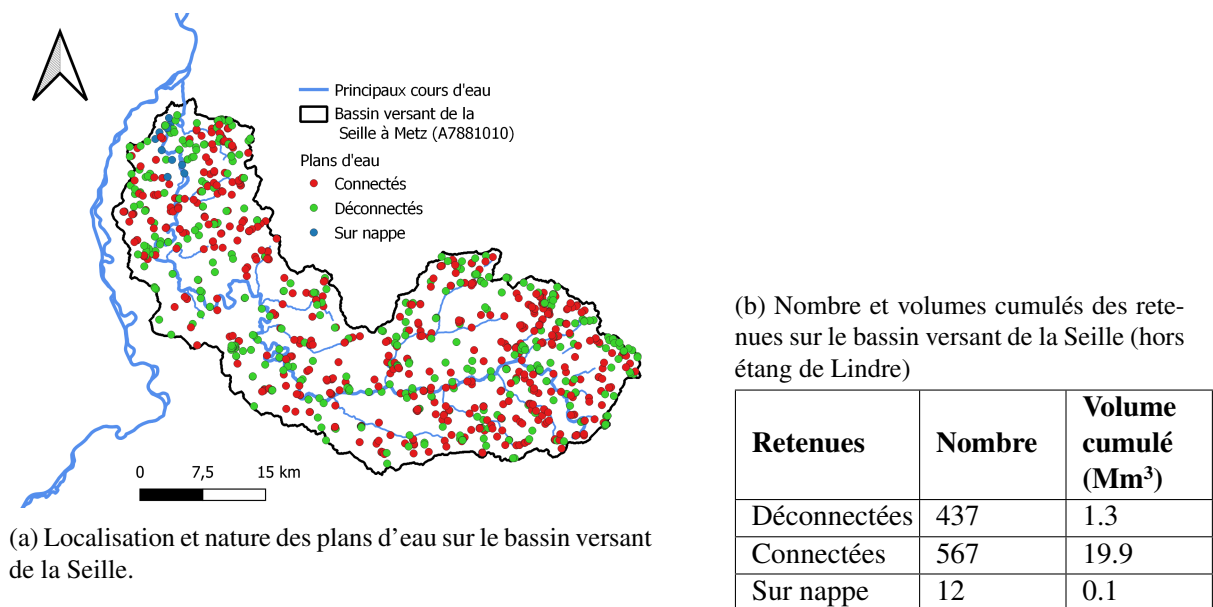 Principaux cours d'eau
Bassin versant de la
Seille à Metz (A7881010)
Plans d'eau
Connectés
Déconnectés
Sur nappe
0 7,5 15 km
(a) Localisation et nature des plans d'eau sur le bassin versant
de la Seille.
(b) Nombre et volumes cumulés des rete-
nues sur le bassin versant de la Seille (hors
étang de Lindre)
Retenues Nombre Volume
cumulé
(Mm³)
Déconnectées 437 1.3
Connectées 567 19.9
Sur nappe 12 0.1